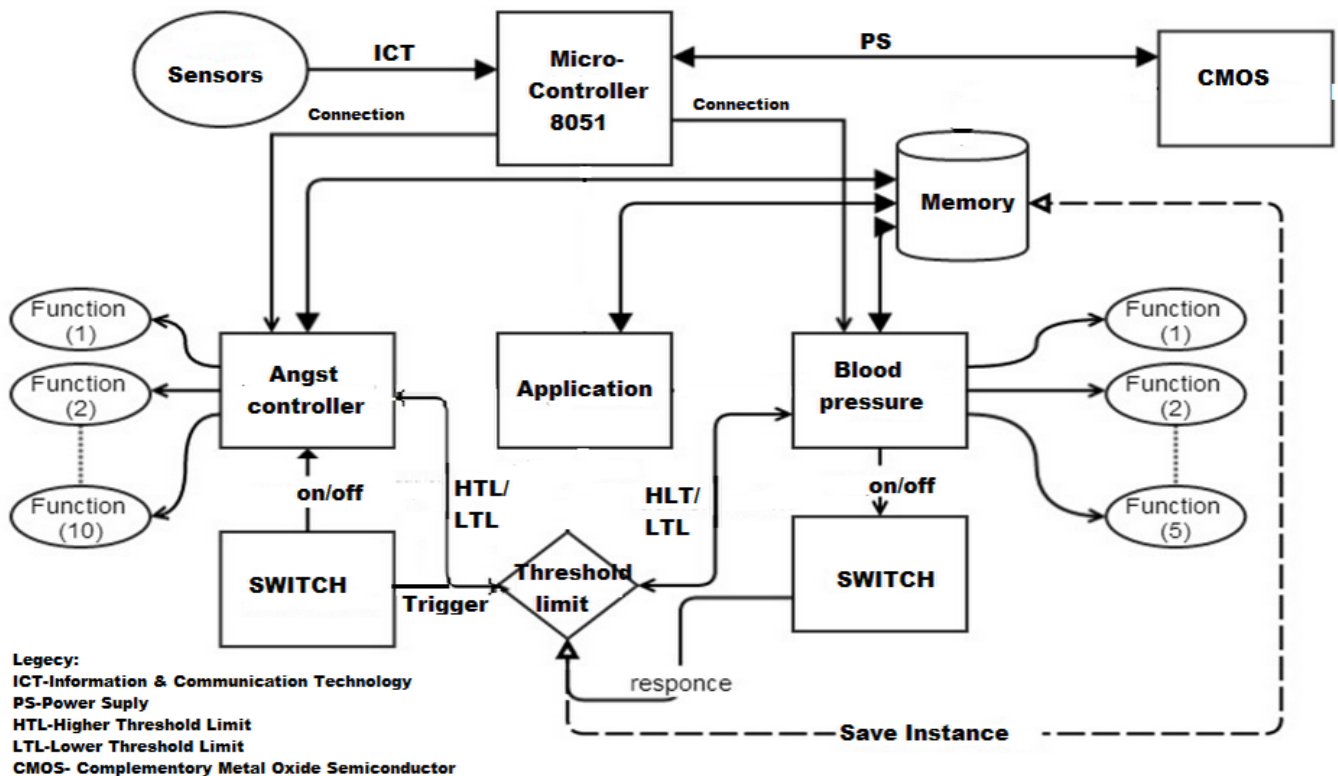 Sensors
ICT
Micro-
Controller
8051
PS
CMOS
Connection
Connection
Memory
Function
(1)
Function
(2)
Function
(10)
Angst
controller
Application
Blood
pressure
Function
(1)
Function
(2)
Function
(5)
on/off
HTL/
LTL
HLT/
LTL
on/off
SWITCH
Trigger
Threshold
limit
SWITCH
responce
Save Instance
Legecy:
ICT-Information & Communication Technology
PS-Power Suply
HTL-Higher Threshold Limit
LTL-Lower Threshold Limit
CMOS- Complementory Metal Oxide Semiconductor